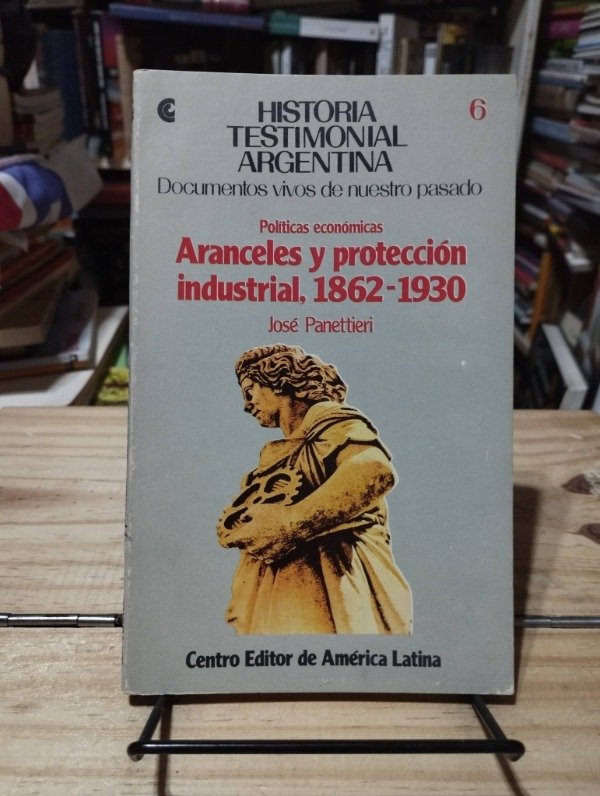 HISTORIA
TESTIMONIAL
ARGENTINA
6
Documentos vivos de nuestro pasado
Políticas económicas
Aranceles y protección
industrial, 1862-1930
José Panettieri
Centro Editor de América Latina